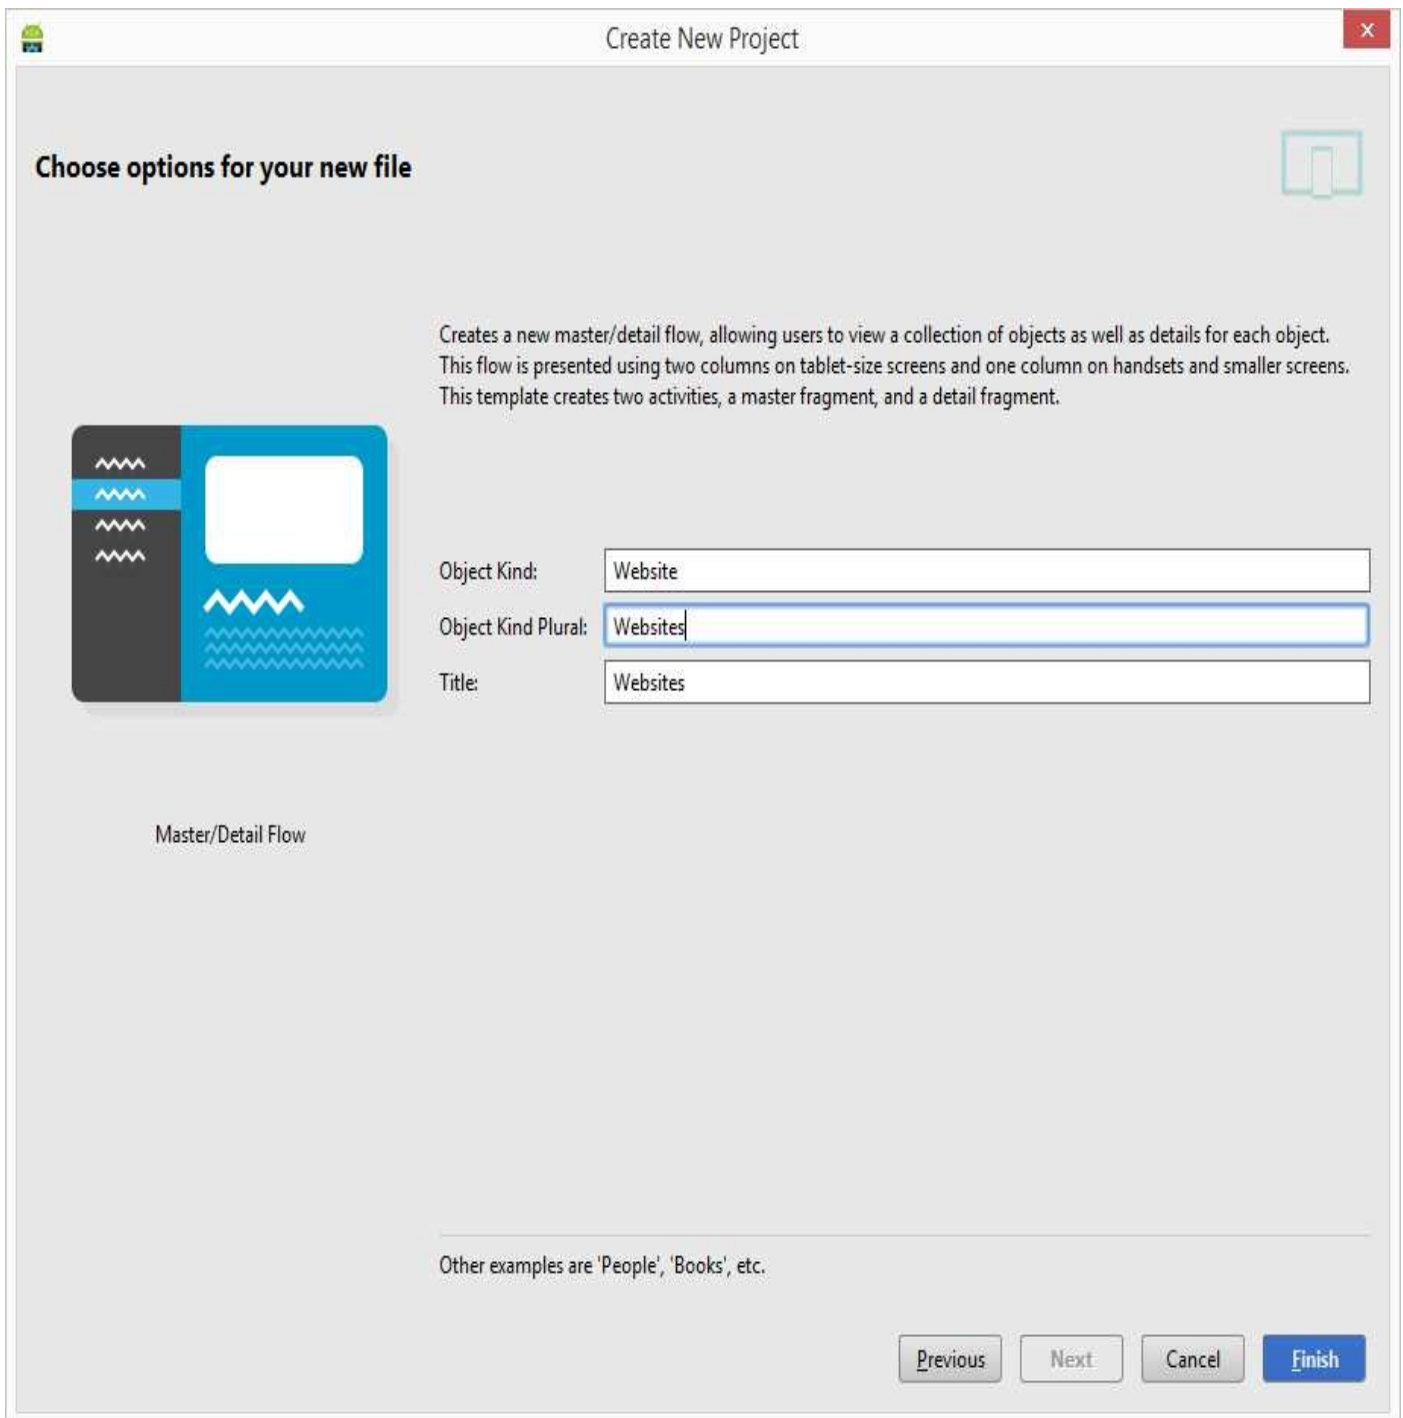 Create New Project
x
Choose options for your new file
Creates a new master/detail flow, allowing users to view a collection of objects as well as details for each object.
This flow is presented using two columns on tablet-size screens and one column on handsets and smaller screens.
This template creates two activities, a master fragment, and a detail fragment.
Object Kind: Website
Object Kind Plural: Websites
Title: Websites
Master/Detail Flow
Other examples are 'People', 'Books', etc.
Previous Next Cancel Finish